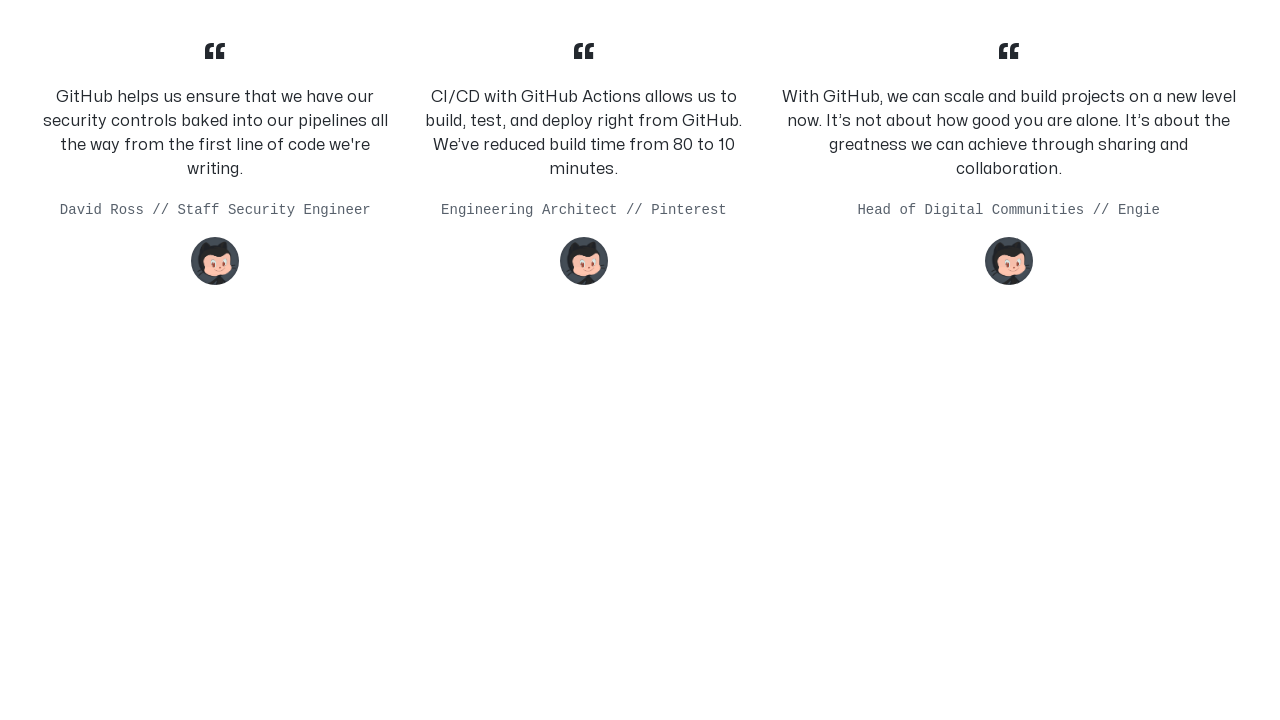 “
GitHub helps us ensure that we have our
security controls baked into our pipelines all
the way from the first line of code we're
writing.
David Ross // Staff Security Engineer
“
CI/CD with GitHub Actions allows us to
build, test, and deploy right from GitHub.
We’ve reduced build time from 80 to 10
minutes.
Engineering Architect // Pinterest
“
With GitHub, we can scale and build projects on a new level
now. It’s not about how good you are alone. It’s about the
greatness we can achieve through sharing and
collaboration.
Head of Digital Communities // Engie